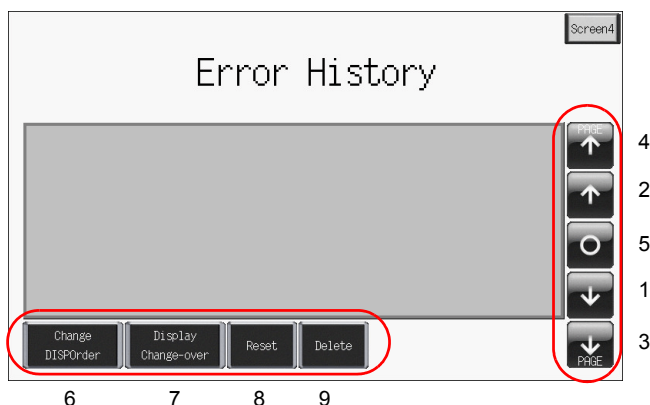 Screen4
Error History
PAGE
4
2
5
1
PAGE
3
Change
DISPOrder
Display
Change-over
Reset
Delete
6
7
8
9